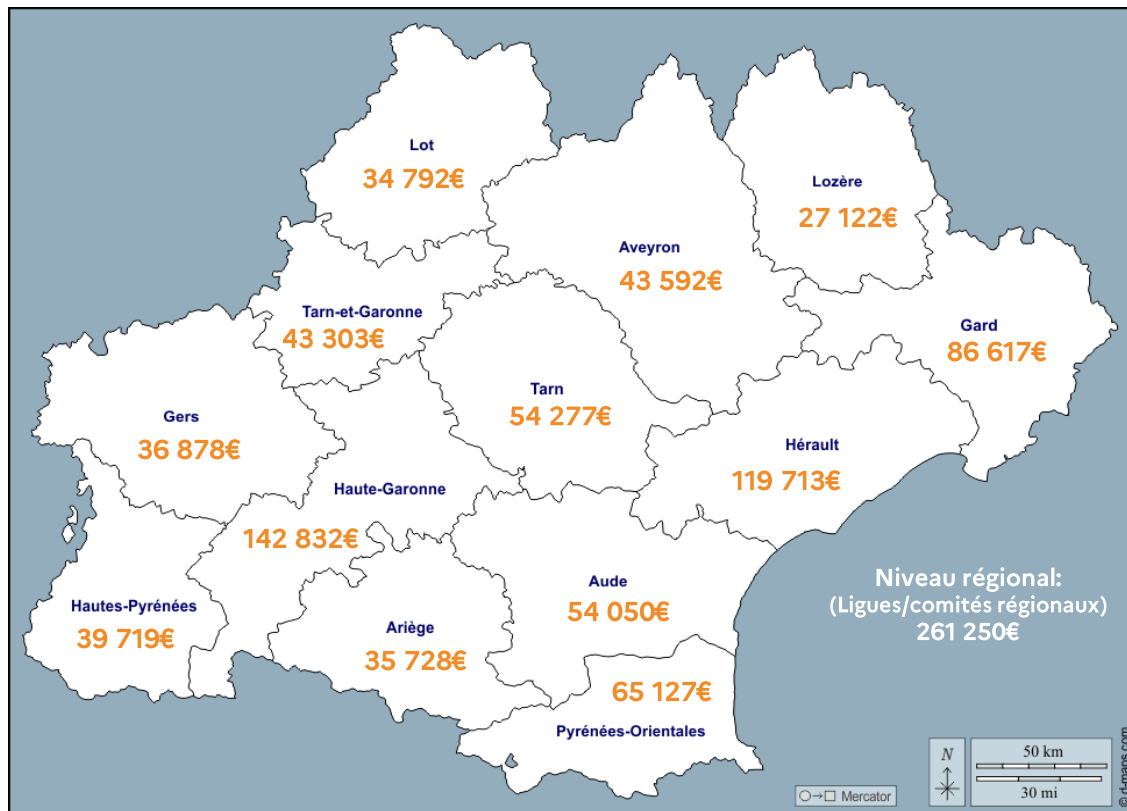 Lot
34 792€
Lozère
27 122€
Aveyron
43 592€
Tarn-et-Garonne
43 303€
Gard
86 617€
Tarn
54 277€
Gers
36 878€
Hérault
119 713€
Haute-Garonne
142 832€
Hautes-Pyrénées
39 719€
Ariège
35 728€
Aude
54 050€
Niveau régional:
(Ligues/comités régionaux)
261 250€
65 127€
Pyrénées-Orientales
N
50 km
30 mi
Mercator
© d-maps.com